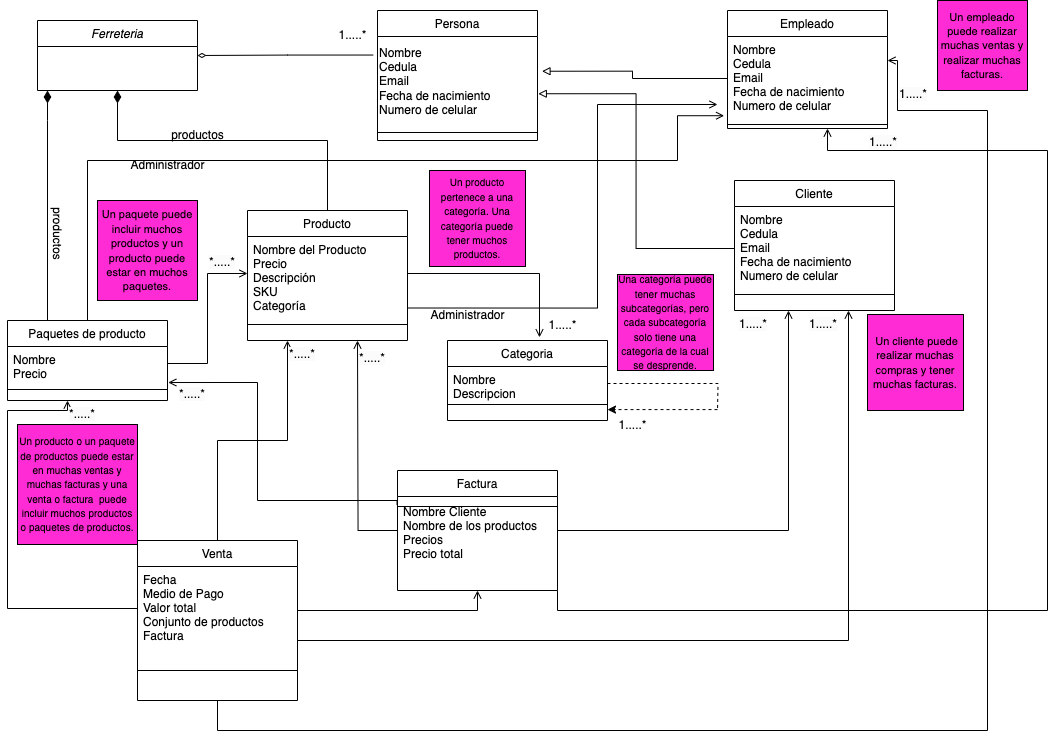 Ferreteria
1.....*
Persona
Nombre
Cedula
Email
Fecha de nacimiento
Numero de celular
Empleado
Nombre
Cedula
Email
Fecha de nacimiento
Numero de celular
Un empleado
puede realizar
muchas ventas y
realizar muchas
facturas.
1.....*
1.....*
productos
Administrador
productos
Un paquete puede
incluir muchos
productos y un
producto puede
estar en muchos
paquetes.
*.....*
Producto
Nombre del Producto
Precio
Descripción
SKU
Categoría
Un producto
pertenece a una
categoría. Una
categoría puede
tener muchos
productos.
Administrador
1.....*
Una categoría puede
tener muchas
subcategorías, pero
cada subcategoría
solo tiene una
categoría de la cual
se desprende.
Cliente
Nombre
Cedula
Email
Fecha de nacimiento
Numero de celular
1.....*
1.....*
Un cliente puede
realizar muchas
compras y tener
muchas facturas.
Paquetes de producto
Nombre
Precio
*.....*
*.....*
*.....*
*.....*
Categoria
Nombre
Descripcion
1.....*
Un producto o un paquete
de productos puede estar
en muchas ventas y
muchas facturas y una
venta o factura puede
incluir muchos productos
o paquetes de productos.
Factura
Nombre Cliente
Nombre de los productos
Precios
Precio total
Venta
Fecha
Medio de Pago
Valor total
Conjunto de productos
Factura